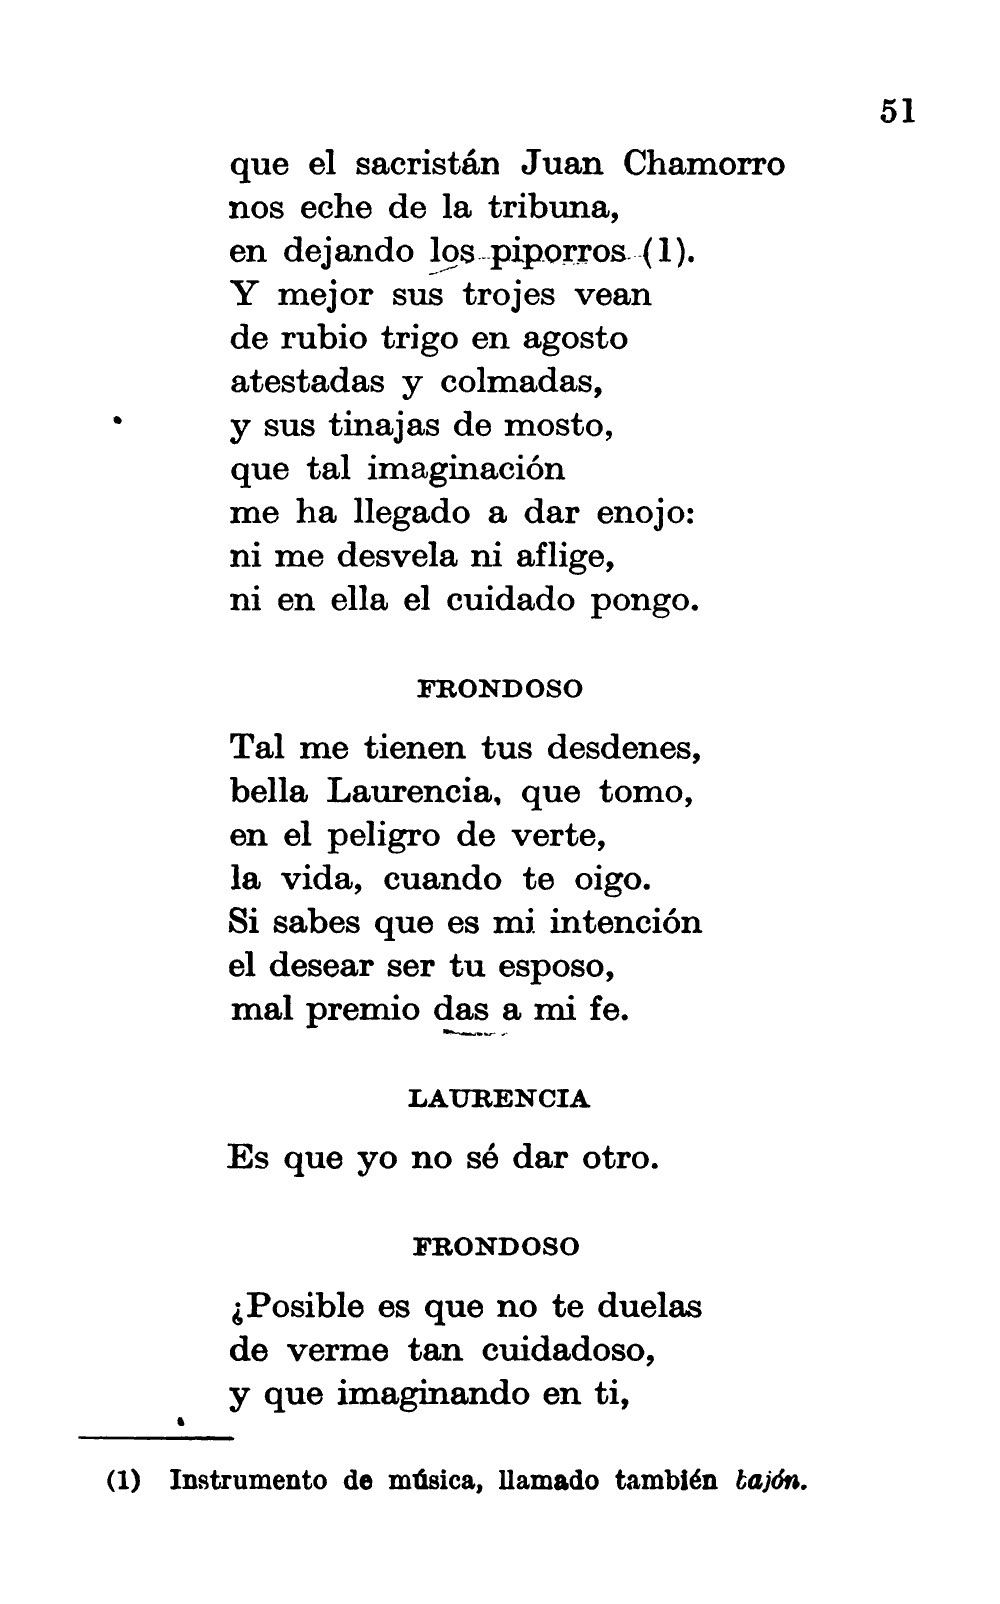 51
que el sacristán Juan Chamorro
nos eche de la tribuna,
en dejando los piporros (1).
Y mejor sus trojes vean
de rubio trigo en agosto
atestadas y colmadas,
y sus tinajas de mosto,
que tal imaginación
me ha llegado a dar enojo:
ni me desvela ni aflige,
ni en ella el cuidado pongo.
FRONDOSO
Tal me tienen tus desdenes,
bella Laurencia, que tomo,
en el peligro de verte,
la vida, cuando te oigo.
Si sabes que es mi intención
el desear ser tu esposo,
mal premio das a mi fe.
LAURENCIA
Es que yo no sé dar otro.
FRONDOSO
¿Posible es que no te duelas
de verme tan cuidadoso,
y que imaginando en ti,
(1) Instrumento de música, llamado también bajón.